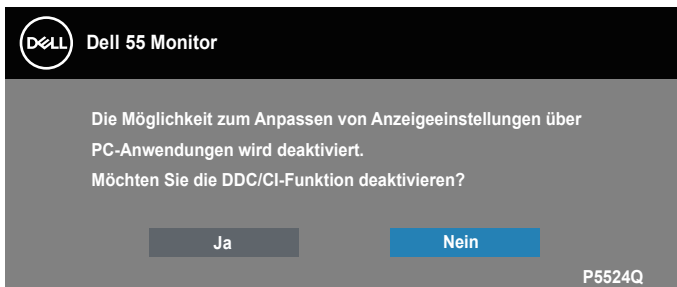 DELL Dell 55 Monitor
Die Möglichkeit zum Anpassen von Anzeigeeinstellungen über
PC-Anwendungen wird deaktiviert.
Möchten Sie die DDC/CI-Funktion deaktivieren?
Ja Nein
P5524Q